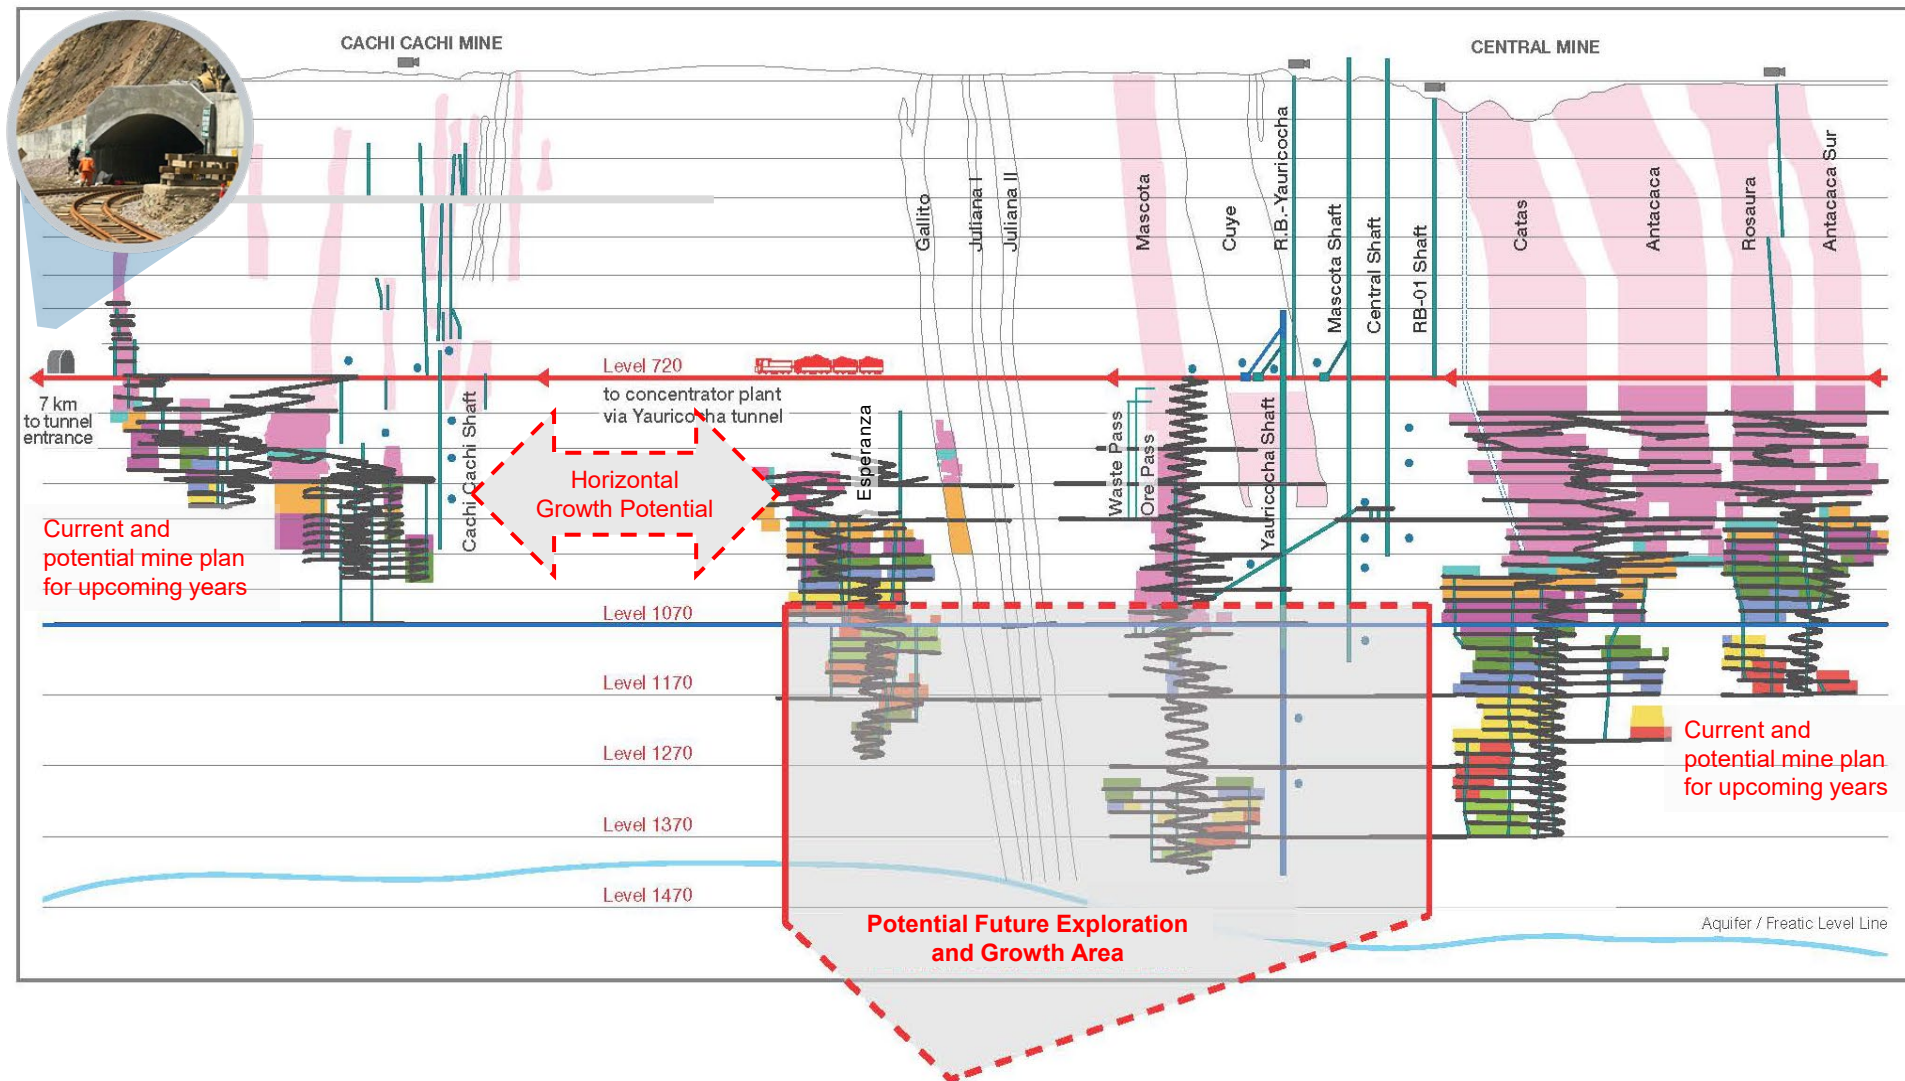 CACHI CACHI MINE
CENTRAL MINE
Gallito
Juliana I
Juliana II
Mascota
Cuye
R.B.-Yauricocha
Mascota Shaft
Central Shaft
RB-01 Shaft
Catas
Antacaca
Rosaura
Antacaca Sur
Level 720
to concentrator plant
via Yauricocha tunnel
7 km
to tunnel
entrance
Cachi Cachi Shaft
Horizontal
Growth Potential
Esperanza
Waste Pass
Ore Pass
Yauricocha Shaft
Current and
potential mine plan
for upcoming years
Level 1070
Level 1170
Level 1270
Level 1370
Level 1470
Current and
potential mine plan
for upcoming years
Potential Future Exploration
and Growth Area
Aquifer / Freatic Level Line